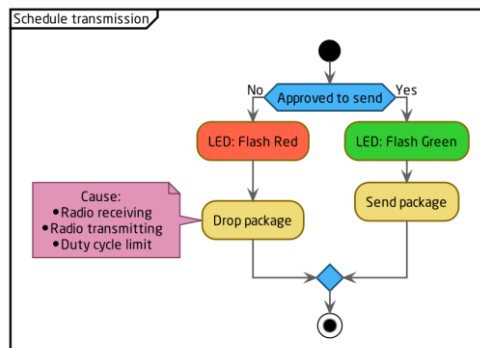 Schedule transmission
No
Approved to send
Yes
LED: Flash Red
LED: Flash Green
Cause:
•Radio receiving
•Radio transmitting
•Duty cycle limit
Drop package
Send package